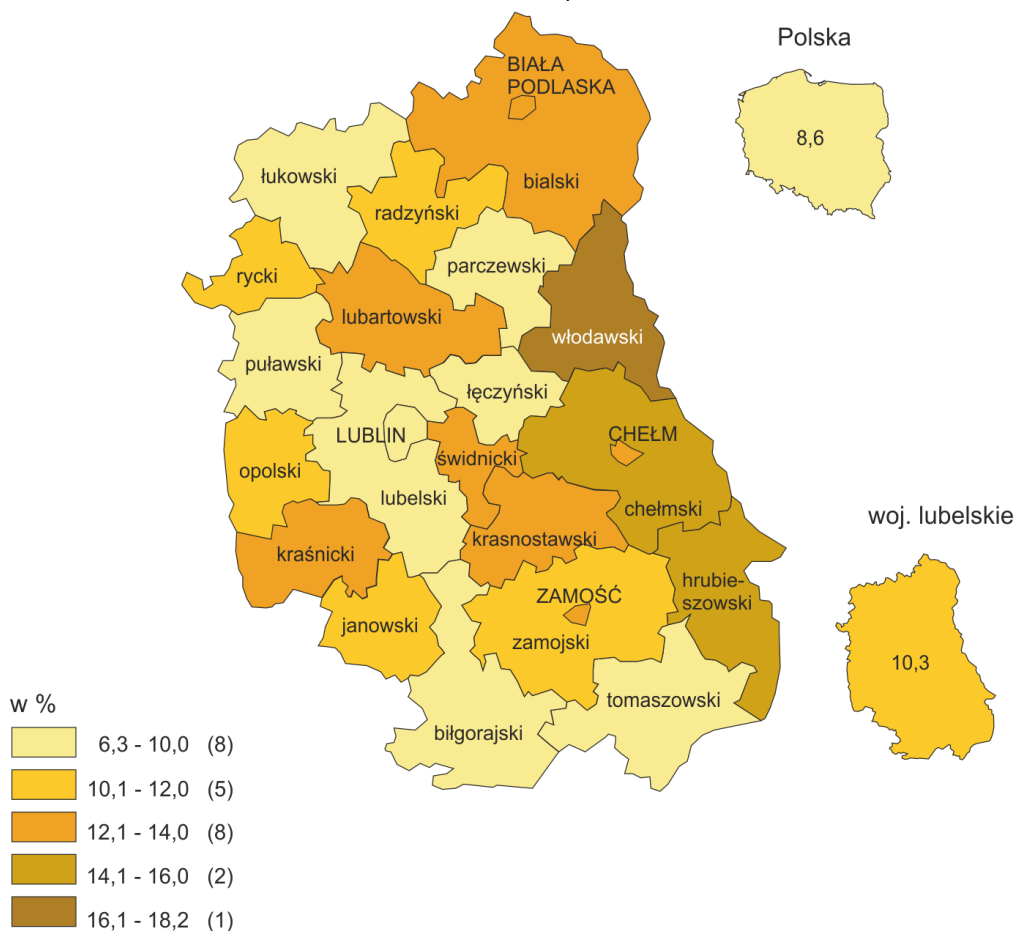 Polska
8,6
BIAŁA
PODLASKA
łukowski
bialski
radzyński
parczewski
rycki
lubartowski
włodawski
puławski
łęczyński
LUBLIN
CHEŁM
świdnicki
opolski
lubelski
chełmski
woj. lubelskie
10,3
kraśnicki
krasnostawski
hrubie-
szowski
ZAMOŚĆ
janowski
zamojski
tomaszowski
biłgorajski
w %
6,3 - 10,0 (8)
10,1 - 12,0 (5)
12,1 - 14,0 (8)
14,1 - 16,0 (2)
16,1 - 18,2 (1)